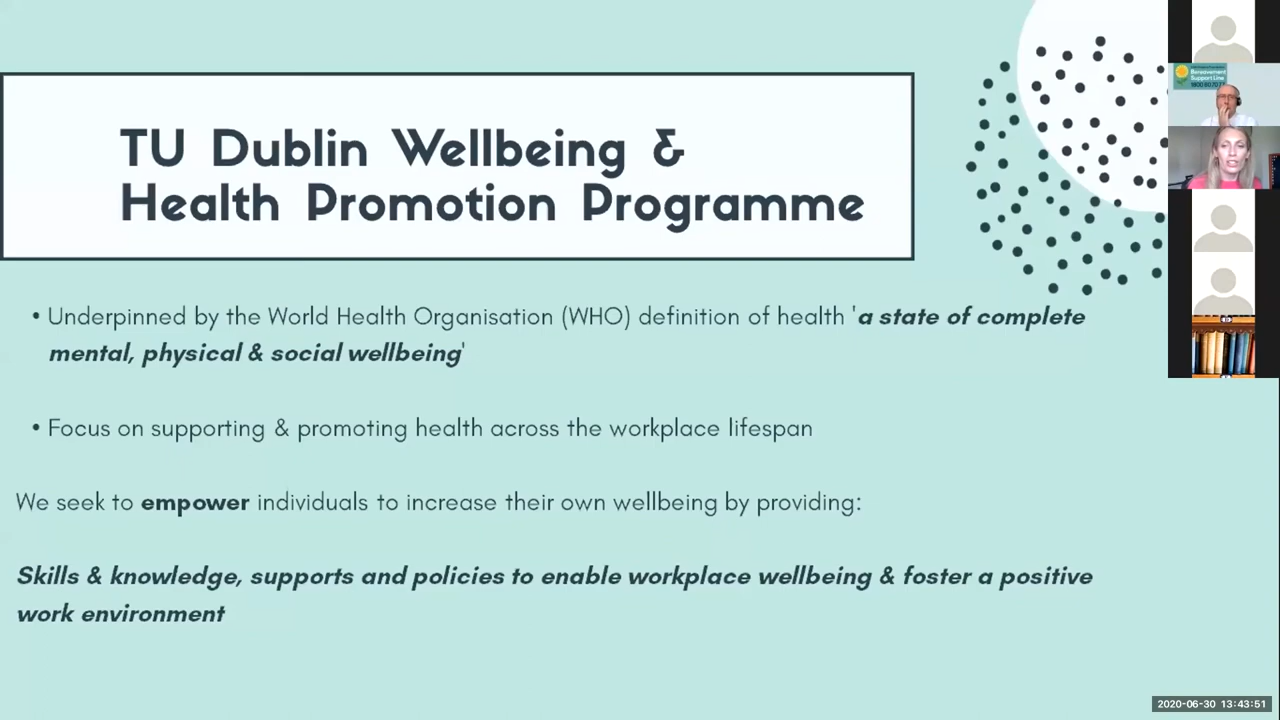 TU Dublin Wellbeing &
Health Promotion Programme
• Underpinned by the World Health Organisation (WHO) definition of health 'a state of complete
mental, physical & social wellbeing'
• Focus on supporting & promoting health across the workplace lifespan
We seek to empower individuals to increase their own wellbeing by providing:
Skills & knowledge, supports and policies to enable workplace wellbeing & foster a positive
work environment
Bereavement
Support Line
2020-06-30 13:43:51